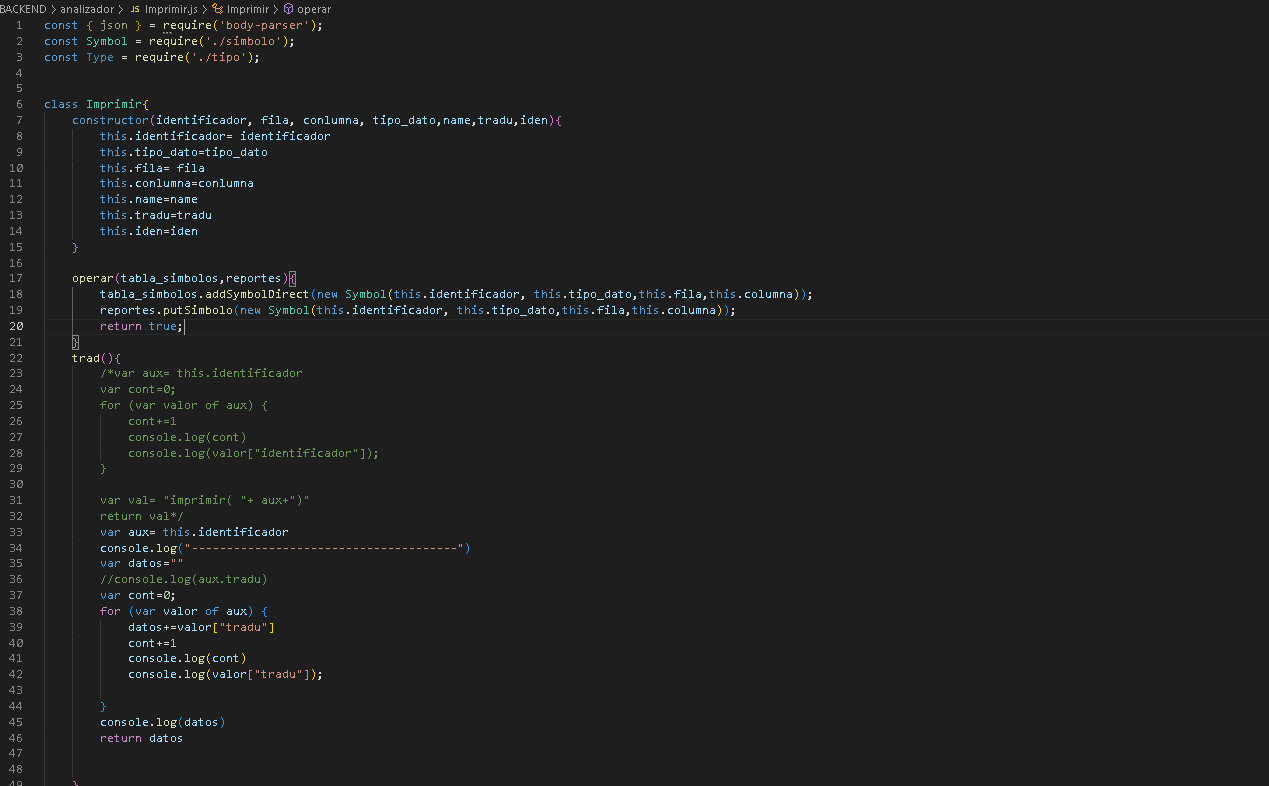 BACKEND > analizador > JS Imprimir.js > Imprimir > operar
1 const { json } = require('body-parser');
2 const Symbol = require('./simbolo');
3 const Type = require('./tipo');
4
5
6 class Imprimir{
7 constructor(identificador, fila, conlumna, tipo_dato,name,tradu,iden){
8 this.identificador= identificador
9 this.tipo_dato=tipo_dato
10 this.fila= fila
11 this.conlumna=conlumna
12 this.name=name
13 this.tradu=tradu
14 this.iden=iden
15 }
16
17 operar(tabla_simbolos,reportes){
18 tabla_simbolos.addSymbolDirect(new Symbol(this.identificador, this.tipo_dato,this.fila,this.columna));
19 reportes.putSimbolo(new Symbol(this.identificador, this.tipo_dato,this.fila,this.columna));
20 return true;
21 }
22 trad(){
23 /*var aux= this.identificador
24 var cont=0;
25 for (var valor of aux) {
26 cont+=1
27 console.log(cont)
28 console.log(valor["identificador"]);
29 }
30
31 var val= "imprimir( "+ aux+")"
32 return val*/
33 var aux= this.identificador
34 console.log("--------------------------------------")
35 var datos=""
36 //console.log(aux.tradu)
37 var cont=0;
38 for (var valor of aux) {
39 datos+=valor["tradu"]
40 cont+=1
41 console.log(cont)
42 console.log(valor["tradu"]);
43
44 }
45 console.log(datos)
46 return datos
47
48
49 }